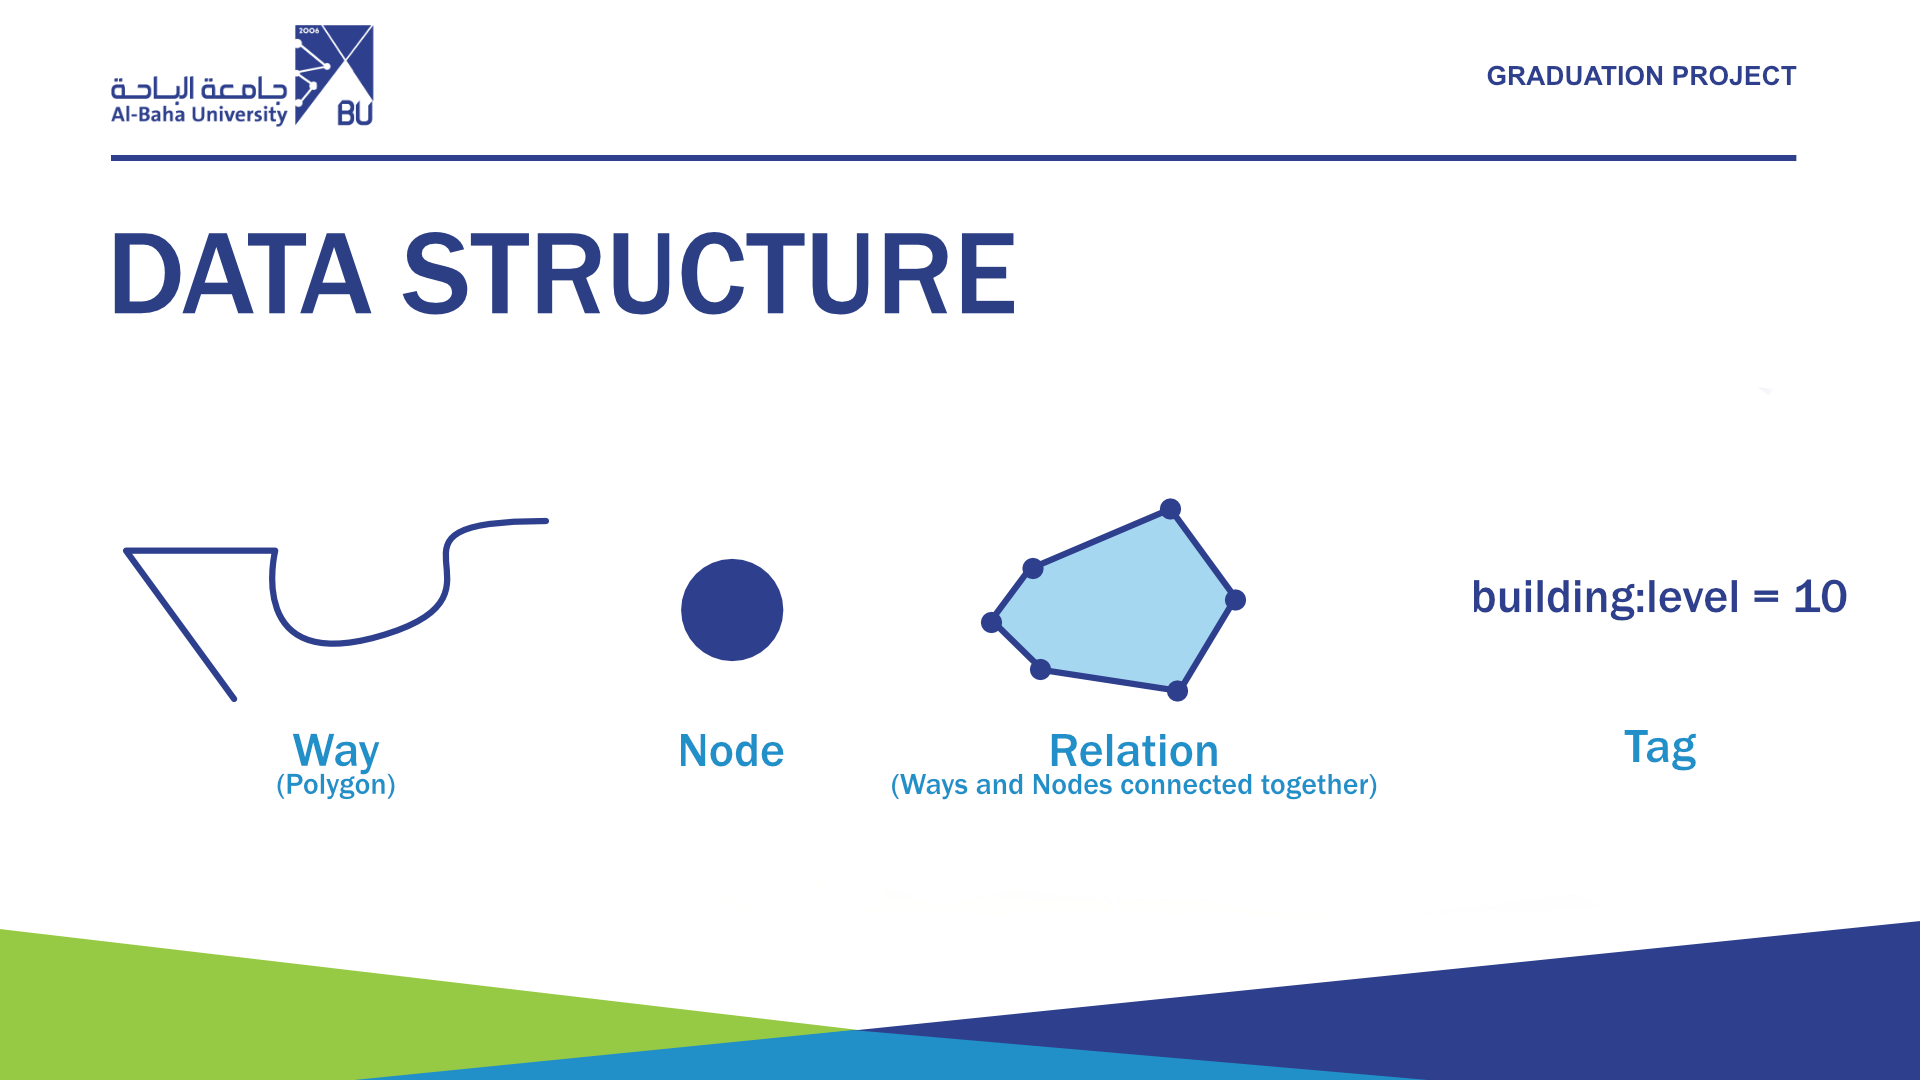 2006
جامعة الباحة
Al-Baha University
BU
GRADUATION PROJECT
DATA STRUCTURE
building:level = 10
Way
(Polygon)
Node
Relation
(Ways and Nodes connected together)
Tag